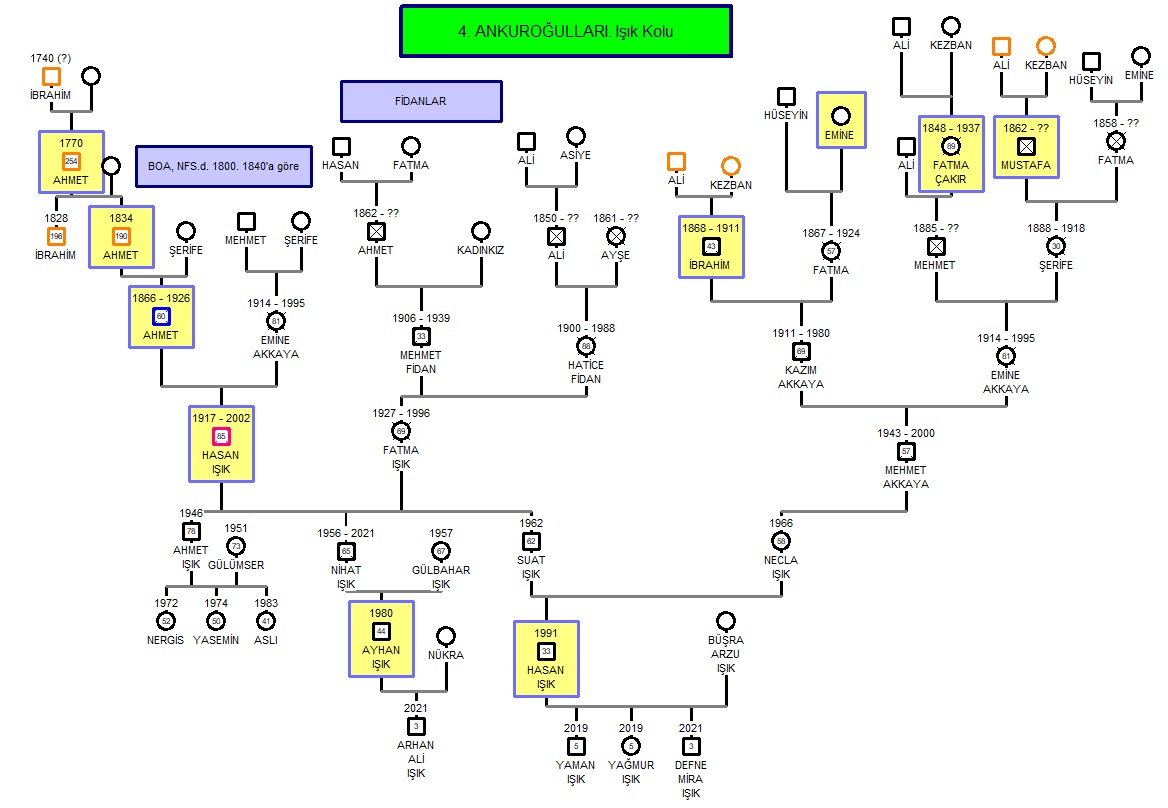 4. ANKUROĞULLARI. Işık Kolu
1740 (?)
İBRAHİM
1770
254
AHMET
BOA, NFS.d. 1800. 1840'a göre
1828
196
İBRAHİM
1834
190
AHMET
ŞERİFE
1866 - 1926
60
AHMET
MEHMET
ŞERİFE
1914 - 1995
81
EMİNE
AKKAYA
1917 - 2002
85
HASAN
IŞIK
FİDANLAR
HASAN
FATMA
1862 - ??
AHMET
KADINKIZ
1906 - 1939
33
MEHMET
FİDAN
ALİ
ASİYE
1850 - ??
ALİ
1861 - ??
AYŞE
1900 - 1988
88
HATİCE
FİDAN
1927 - 1996
69
FATMA
IŞIK
ALİ
KEZBAN
1868 - 1911
43
İBRAHİM
HÜSEYİN
EMİNE
1867 - 1924
57
FATMA
1911 - 1980
69
KAZIM
AKKAYA
ALİ
KEZBAN
ALİ
1848 - 1937
89
FATMA
ÇAKIR
1885 - ??
MEHMET
ALİ
KEZBAN
1862 - ??
MUSTAFA
HÜSEYİN
EMİNE
1858 - ??
FATMA
1888 - 1918
30
ŞERİFE
1914 - 1995
81
EMİNE
AKKAYA
1943 - 2000
57
MEHMET
AKKAYA
1946
78
AHMET
IŞIK
1951
73
GÜLÜMSER
1956 - 2021
65
NİHAT
IŞIK
1957
67
GÜLBAHAR
IŞIK
1962
62
SUAT
IŞIK
1966
58
NECLA
IŞIK
1972
52
NERGİS
1974
50
YASEMİN
1983
41
ASLI
1980
44
AYHAN
IŞIK
NÜKRA
1991
33
HASAN
IŞIK
BÜŞRA
ARZU
IŞIK
2021
3
ARHAN
ALİ
IŞIK
2019
5
YAMAN
IŞIK
2019
5
YAĞMUR
IŞIK
2021
3
DEFNE
MİRA
IŞIK